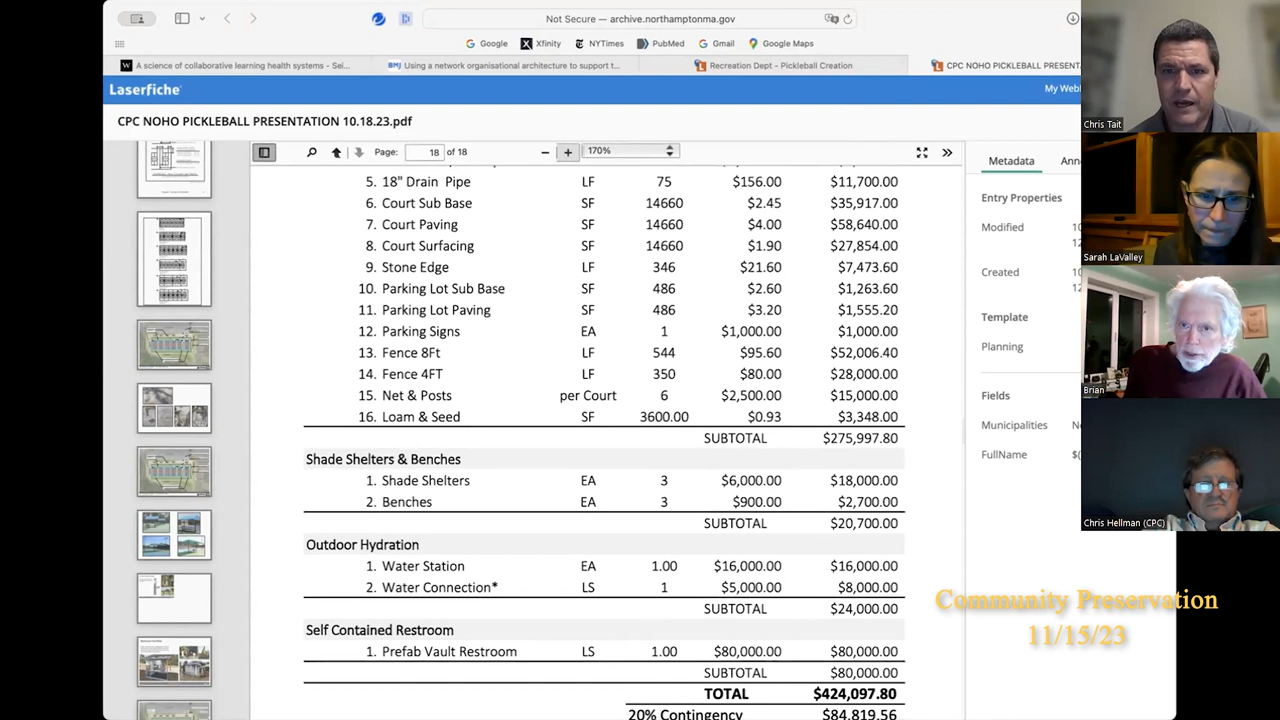 Not Secure — archive.northamptonma.gov
Google Xfinity NYTimes PubMed Gmail Google Maps
A science of collaborative learning health systems - Sei...
Using a network organisational architecture to support t...
Recreation Dept - Pickleball Creation
CPC NOHO PICKLEBALL PRESENTA
Laserfiche
My Webl
CPC NOHO PICKLEBALL PRESENTATION 10.18.23.pdf
Page: 18 of 18 170%
5. 18" Drain Pipe LF 75 $156.00 $11,700.00
6. Court Sub Base SF 14660 $2.45 $35,917.00
7. Court Paving SF 14660 $4.00 $58,640.00
8. Court Surfacing SF 14660 $1.90 $27,854.00
9. Stone Edge LF 346 $21.60 $7,473.60
10. Parking Lot Sub Base SF 486 $2.60 $1,263.60
11. Parking Lot Paving SF 486 $3.20 $1,555.20
12. Parking Signs EA 1 $1,000.00 $1,000.00
13. Fence 8Ft LF 544 $95.60 $52,006.40
14. Fence 4FT LF 350 $80.00 $28,000.00
15. Net & Posts per Court 6 $2,500.00 $15,000.00
16. Loam & Seed SF 3600.00 $0.93 $3,348.00
SUBTOTAL $275,997.80
Shade Shelters & Benches
1. Shade Shelters EA 3 $6,000.00 $18,000.00
2. Benches EA 3 $900.00 $2,700.00
SUBTOTAL $20,700.00
Outdoor Hydration
1. Water Station EA 1.00 $16,000.00 $16,000.00
2. Water Connection* LS 1 $5,000.00 $8,000.00
SUBTOTAL $24,000.00
Self Contained Restroom
1. Prefab Vault Restroom LS 1.00 $80,000.00 $80,000.00
SUBTOTAL $80,000.00
TOTAL $424,097.80
20% Contingency $84,819.56
Metadata Ann
Entry Properties
Modified 10
12
Created 10
12
Template
Planning
Fields
Municipalities N
FullName $(
Chris Tait
Sarah LaValley
Brian
Chris Hellman (CPC)
Community Preservation
11/15/23